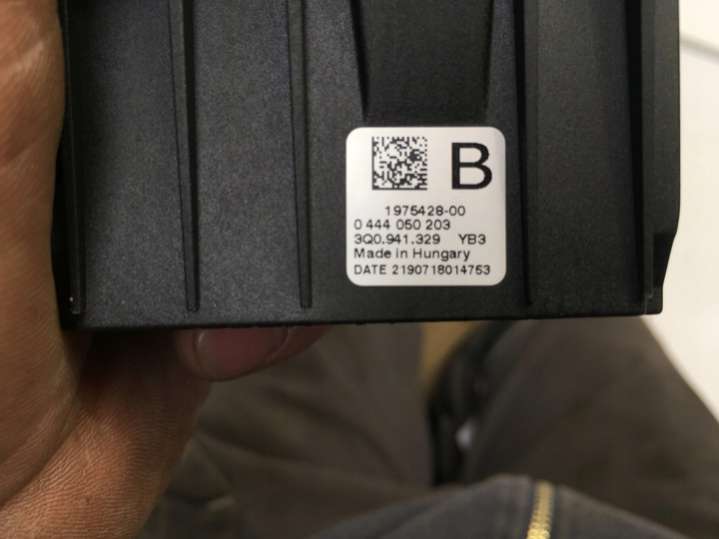 B
1975428-00
0 444 050 203
3Q0.941.329 YB3
Made in Hungary
DATE 2190718014753